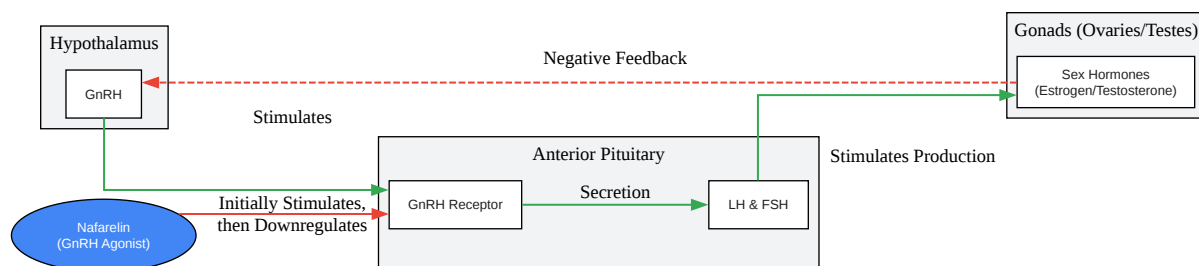 Hypothalamus
GnRH
Gonads (Ovaries/Testes)
Sex Hormones
(Estrogen/Testosterone)
Negative Feedback
Stimulates
Anterior Pituitary
Stimulates Production
GnRH Receptor
Secretion
LH & FSH
Initially Stimulates,
then Downregulates
Nafarelin
(GnRH Agonist)